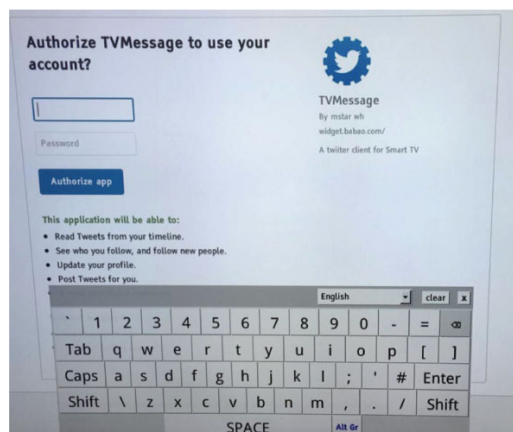 Authorize TVMessage to use your
account?
Password
Authorize app
TVMessage
By mstar wh
widget.babao.com/
A twiiter client for Smart TV
This application will be able to:
Read Tweets from your timeline.
See who you follow, and follow new people.
Update your profile.
Post Tweets for you.
English clear x
` 1 2 3 4 5 6 7 8 9 0 - =
Tab q w e r t y u i o p [ ]
Caps a s d f g h j k l ; ' # Enter
Shift \ z x c v b n m , . / Shift
SPACE Alt Gr